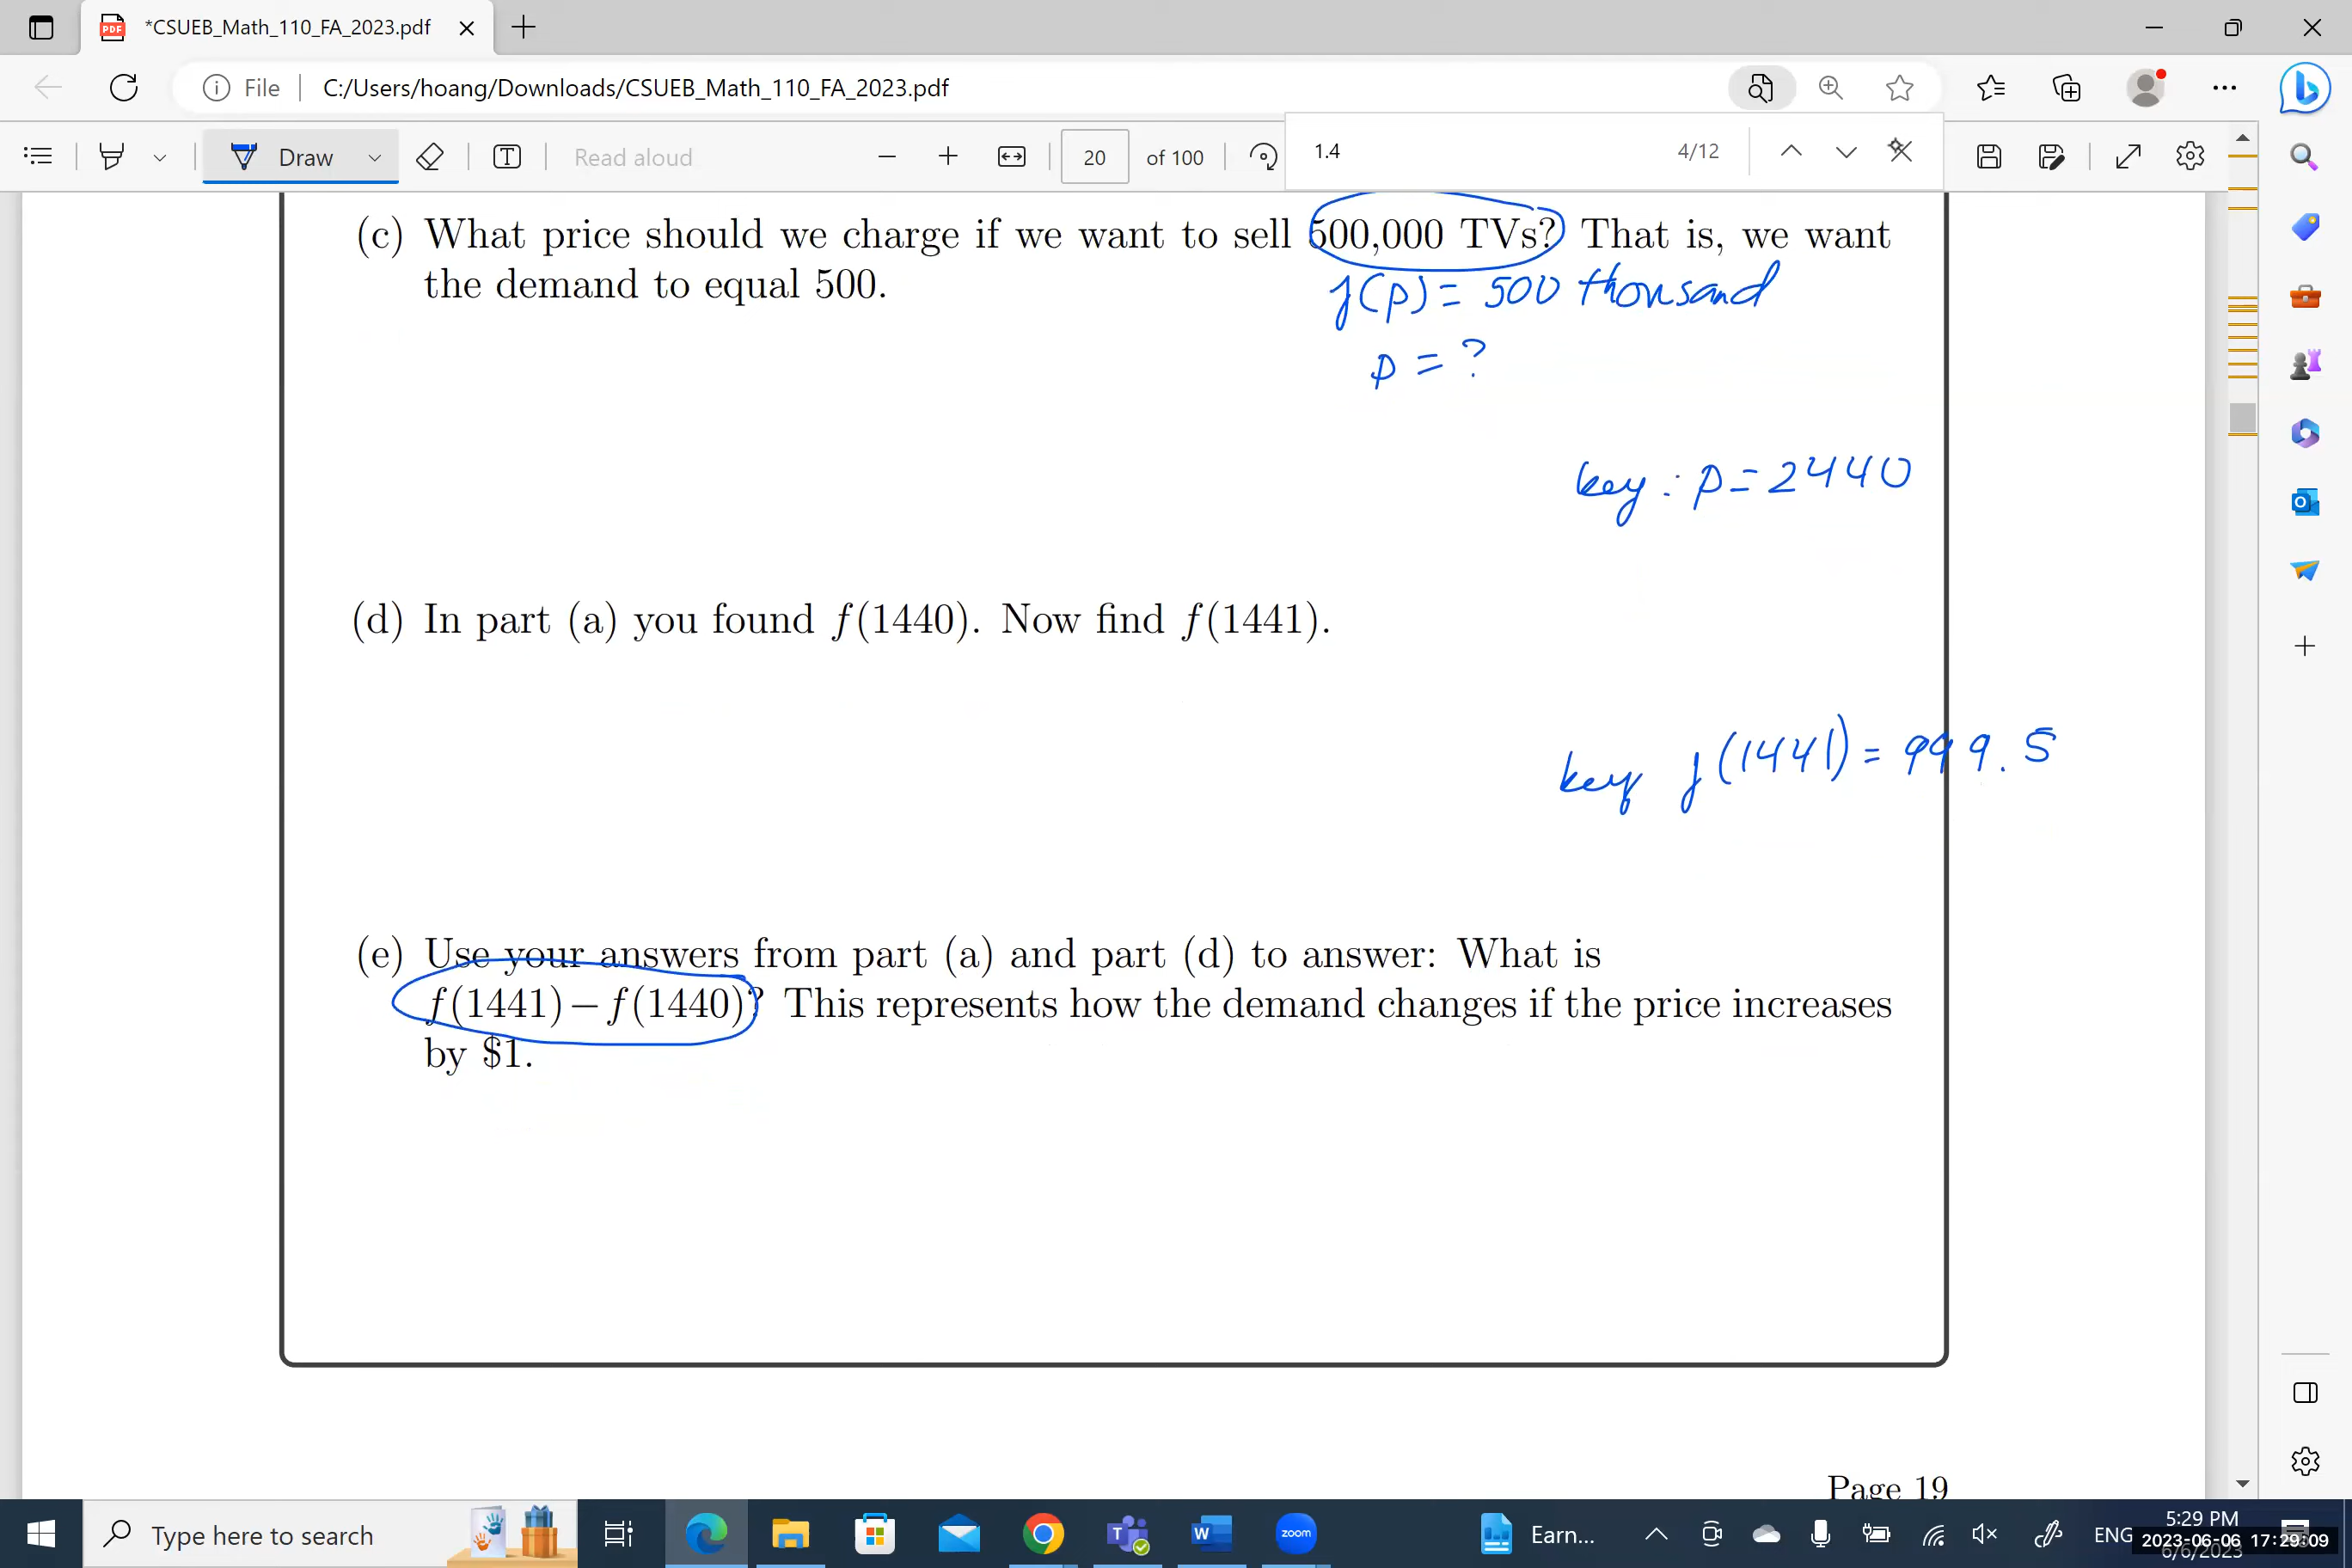 *CSUEB_Math_110_FA_2023.pdf
File
C:/Users/hoang/Downloads/CSUEB_Math_110_FA_2023.pdf
Draw
Read aloud
20
of 100
1.4
4/12
(c) What price should we charge if we want to sell 500,000 TVs? That is, we want
the demand to equal 500.
f(p) = 500 thousand
p = ?
key : p = 2440
(d) In part (a) you found f(1440). Now find f(1441).
key f(1441) = 999.5
(e) Use your answers from part (a) and part (d) to answer: What is
f(1441) – f(1440)? This represents how the demand changes if the price increases
by $1.
Page 19
Type here to search
zoom
Earn...
ENG
5:29 PM
2023-06-06 17:29:09
6/6/2023